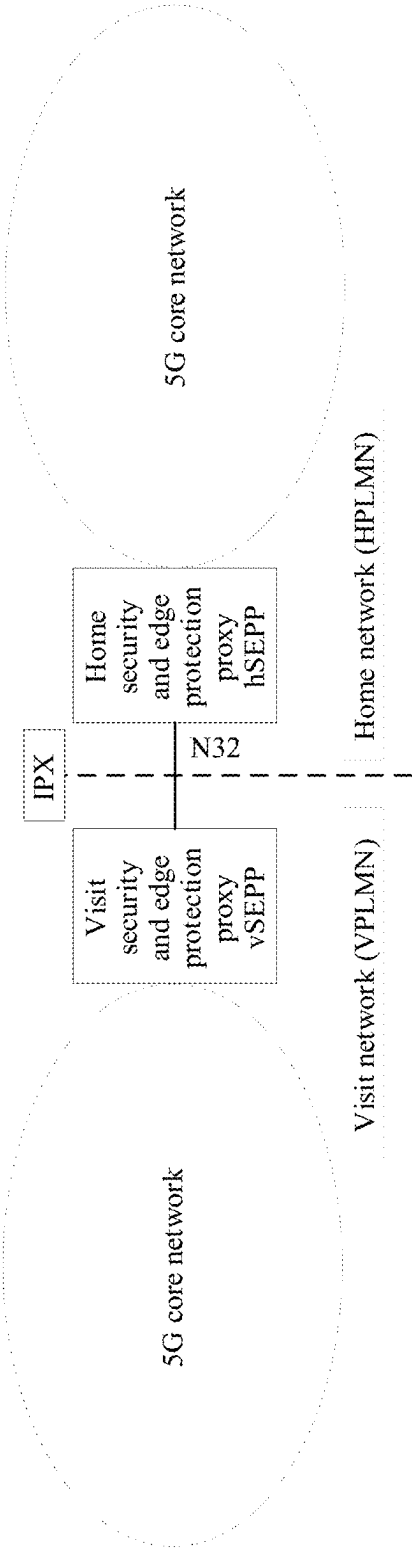 IPX
5G core network
Visit
security
and edge
protection
proxy
vSEPP
N32
Home
security
and edge
protection
proxy
hSEPP
5G core network
Visit network (VPLMN)
Home network (HPLMN)